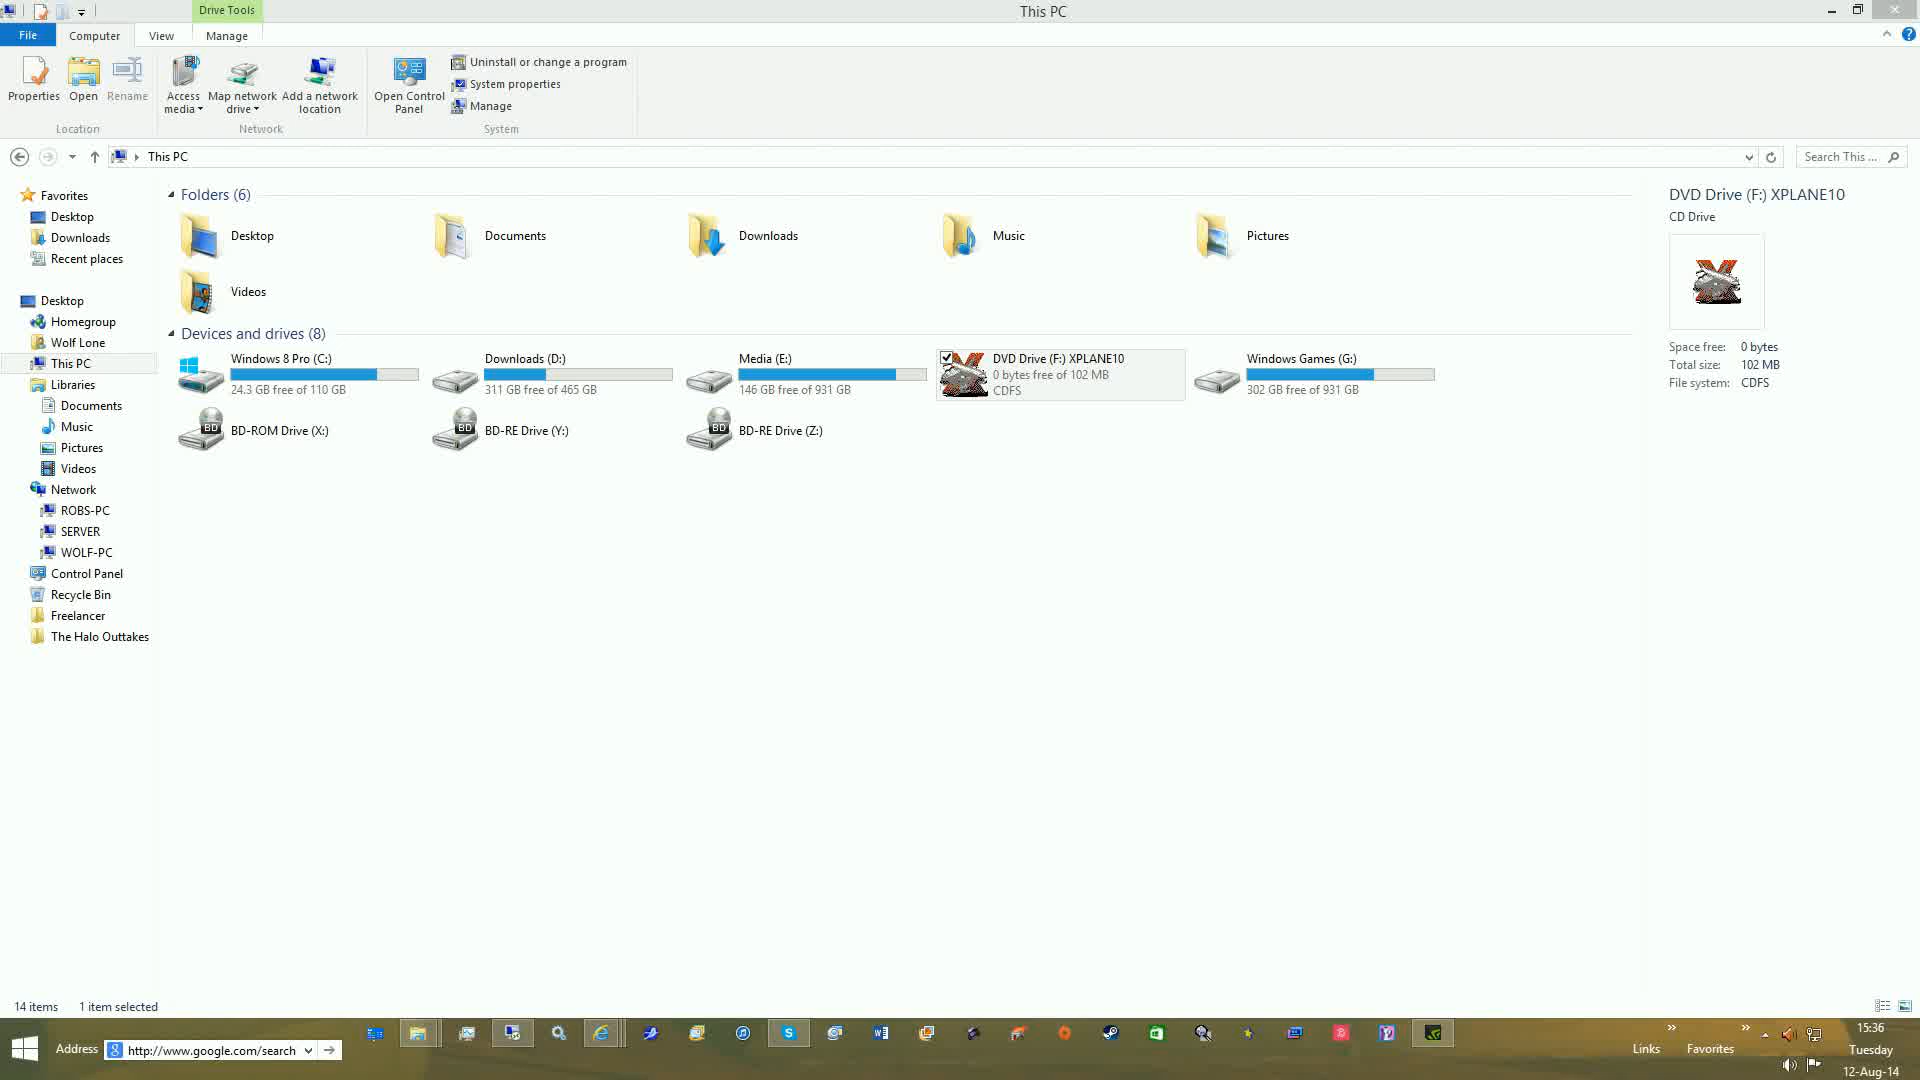 Drive Tools
This PC
File
Computer
View
Manage
Properties
Open
Rename
Access media
Map network drive
Add a network location
Open Control Panel
Uninstall or change a program
System properties
Manage
Location
Network
System
This PC
Search This ...
Favorites
Desktop
Downloads
Recent places
Desktop
Homegroup
Wolf Lone
This PC
Libraries
Documents
Music
Pictures
Videos
Network
ROBS-PC
SERVER
WOLF-PC
Control Panel
Recycle Bin
Freelancer
The Halo Outtakes
Folders (6)
Desktop
Documents
Downloads
Music
Pictures
Videos
Devices and drives (8)
Windows 8 Pro (C:)
24.3 GB free of 110 GB
Downloads (D:)
311 GB free of 465 GB
Media (E:)
146 GB free of 931 GB
DVD Drive (F:) XPLANE10
0 bytes free of 102 MB
CDFS
Windows Games (G:)
302 GB free of 931 GB
BD
BD-ROM Drive (X:)
BD
BD-RE Drive (Y:)
BD
BD-RE Drive (Z:)
DVD Drive (F:) XPLANE10
CD Drive
Space free: 0 bytes
Total size: 102 MB
File system: CDFS
14 items 1 item selected
Address
http://www.google.com/search
Links
Favorites
15:36
Tuesday
12-Aug-14